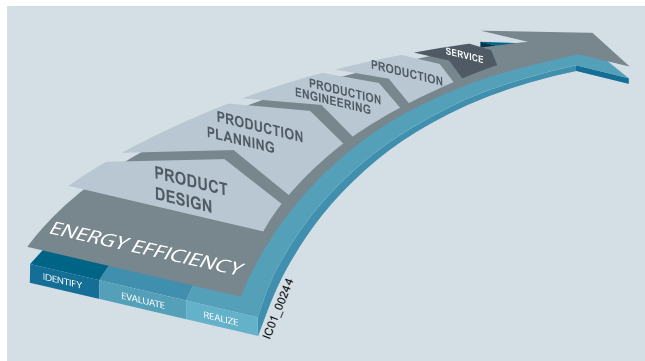 SERVICE
PRODUCTION
PRODUCTION
ENGINEERING
PRODUCTION
PLANNING
PRODUCT
DESIGN
ENERGY EFFICIENCY
IDENTIFY
EVALUATE
REALIZE
IC01_00244